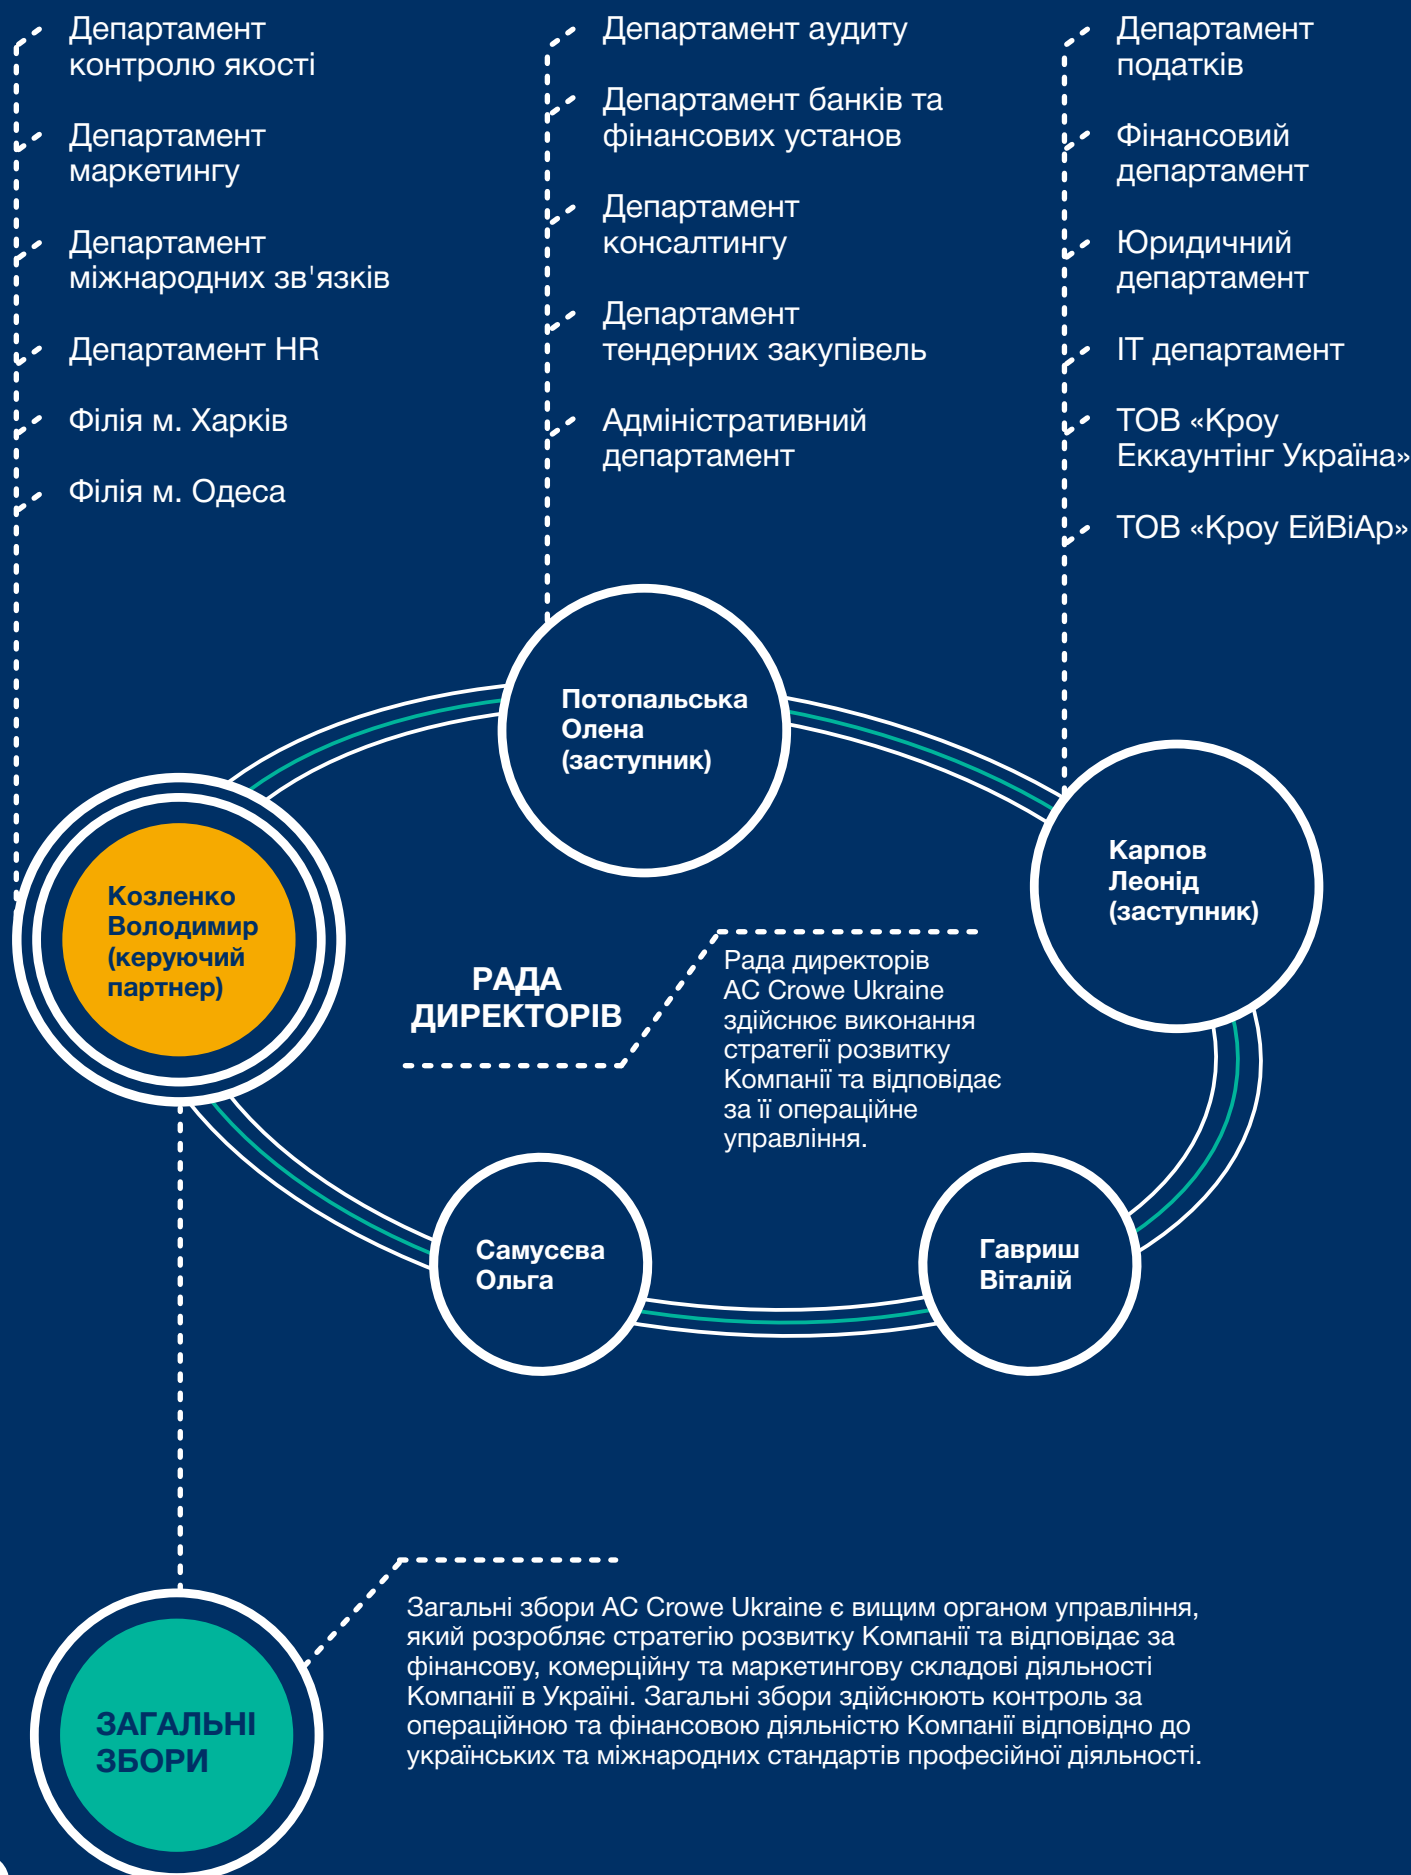 Департамент
контролю якості
Департамент
маркетингу
Департамент
міжнародних зв'язків
Департамент HR
Філія м. Харків
Філія м. Одеса
Департамент аудиту
Департамент банків та
фінансових установ
Департамент
консалтингу
Департамент
тендерних закупівель
Адміністративний
департамент
Департамент
податків
Фінансовий
департамент
Юридичний
департамент
ІТ департамент
ТОВ «Кроу
Еккаунтінг Україна»
ТОВ «Кроу ЕйВіАр»
Потопальська
Олена
(заступник)
Карпов
Леонід
(заступник)
Козленко
Володимир
(керуючий
партнер)
РАДА
ДИРЕКТОРІВ
Рада директорів
AC Crowe Ukraine
здійснює виконання
стратегії розвитку
Компанії та відповідає
за її операційне
управління.
Самусєва
Ольга
Гавриш
Віталій
Загальні збори AC Crowe Ukraine є вищим органом управління,
який розробляє стратегію розвитку Компанії та відповідає за
фінансову, комерційну та маркетингову складові діяльності
Компанії в Україні. Загальні збори здійснюють контроль за
операційною та фінансовою діяльністю Компанії відповідно до
українських та міжнародних стандартів професійної діяльності.
ЗАГАЛЬНІ
ЗБОРИ